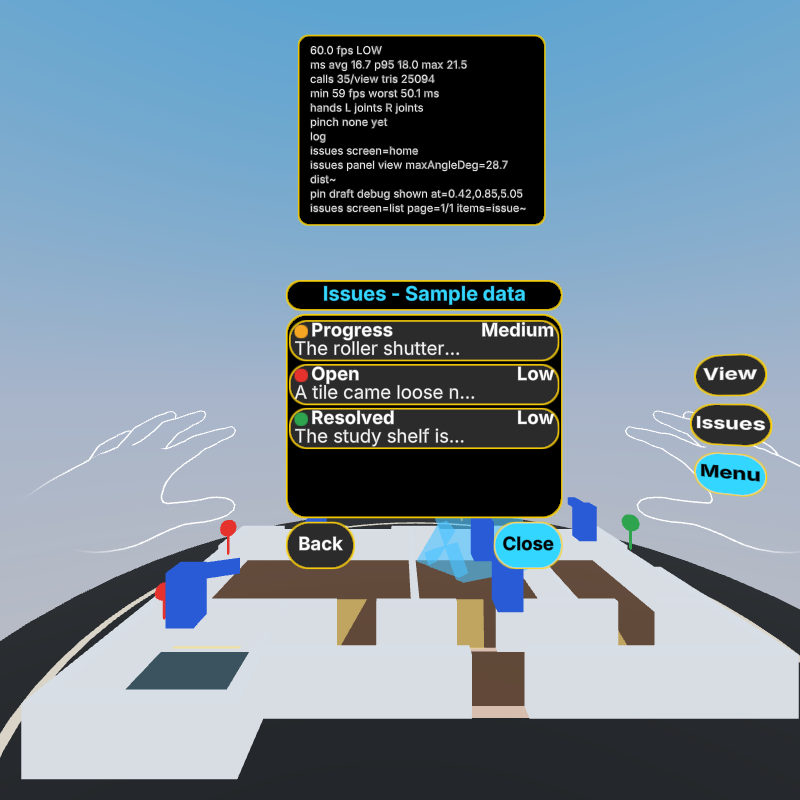 60.0 fps LOW
ms avg 16.7 p95 18.0 max 21.5
calls 35/view tris 25094
min 59 fps worst 50.1 ms
hands L joints R joints
pinch none yet
log
issues screen=home
issues panel view maxAngleDeg=28.7
dist~
pin draft debug shown at=0.42,0.85,5.05
issues screen=list page=1/1 items=issue~
Issues - Sample data
Progress Medium
The roller shutter...
Open Low
A tile came loose n...
Resolved Low
The study shelf is...
View
Issues
Menu
Back
Close